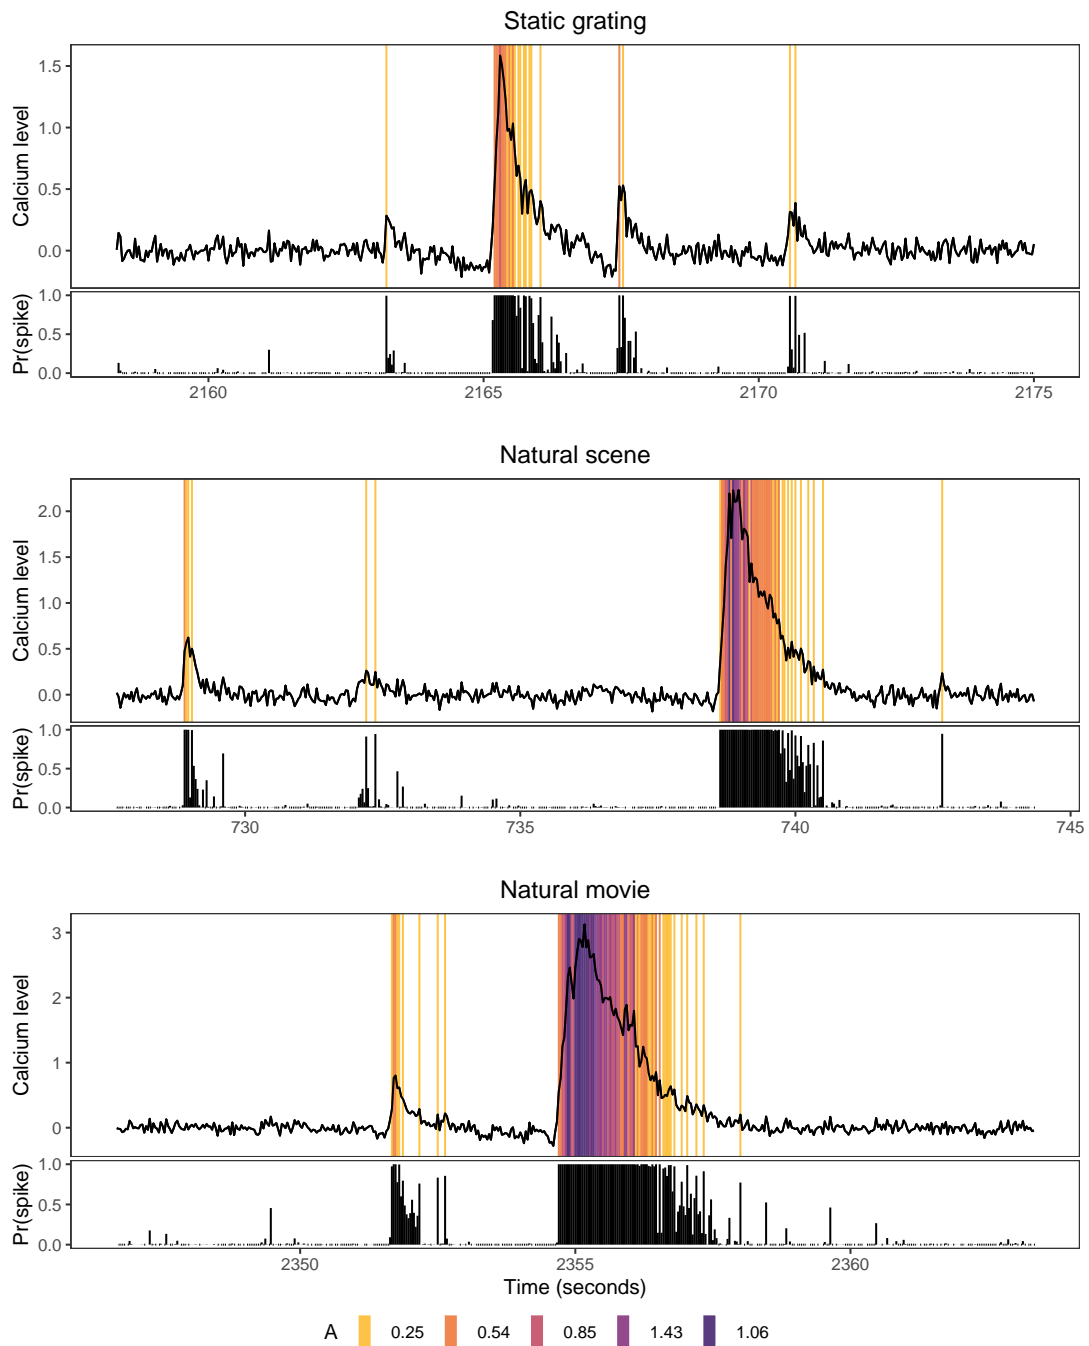 Static grating
Calcium level
1.5
1.0
0.5
0.0
Pr(spike)
1.0
0.5
0.0
2160 2165 2170 2175
Natural scene
Calcium level
2.0
1.5
1.0
0.5
0.0
Pr(spike)
1.0
0.5
0.0
730 735 740 745
Natural movie
Calcium level
3
2
1
0
Pr(spike)
1.0
0.5
0.0
2350 2355 2360
Time (seconds)
A 0.25 0.54 0.85 1.43 1.06